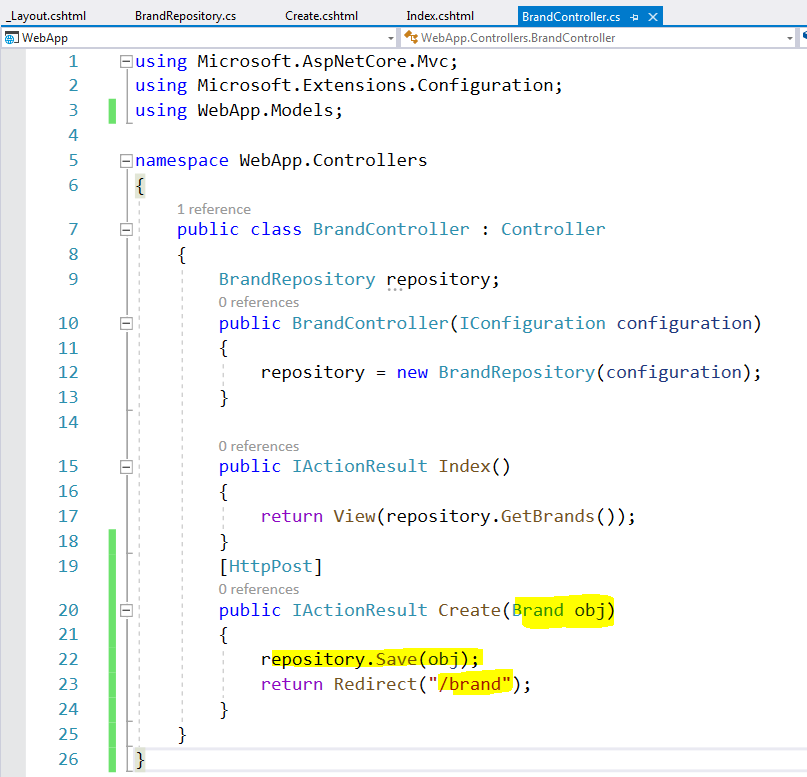 _Layout.cshtml BrandRepository.cs Create.cshtml Index.cshtml BrandController.cs
WebApp WebApp.Controllers.BrandController
1 using Microsoft.AspNetCore.Mvc;
2 using Microsoft.Extensions.Configuration;
3 using WebApp.Models;
4
5 namespace WebApp.Controllers
6 {
1 reference
7 public class BrandController : Controller
8 {
9 BrandRepository repository;
0 references
10 public BrandController(IConfiguration configuration)
11 {
12 repository = new BrandRepository(configuration);
13 }
14
0 references
15 public IActionResult Index()
16 {
17 return View(repository.GetBrands());
18 }
19 [HttpPost]
0 references
20 public IActionResult Create(Brand obj)
21 {
22 repository.Save(obj);
23 return Redirect("/brand");
24 }
25 }
26 }